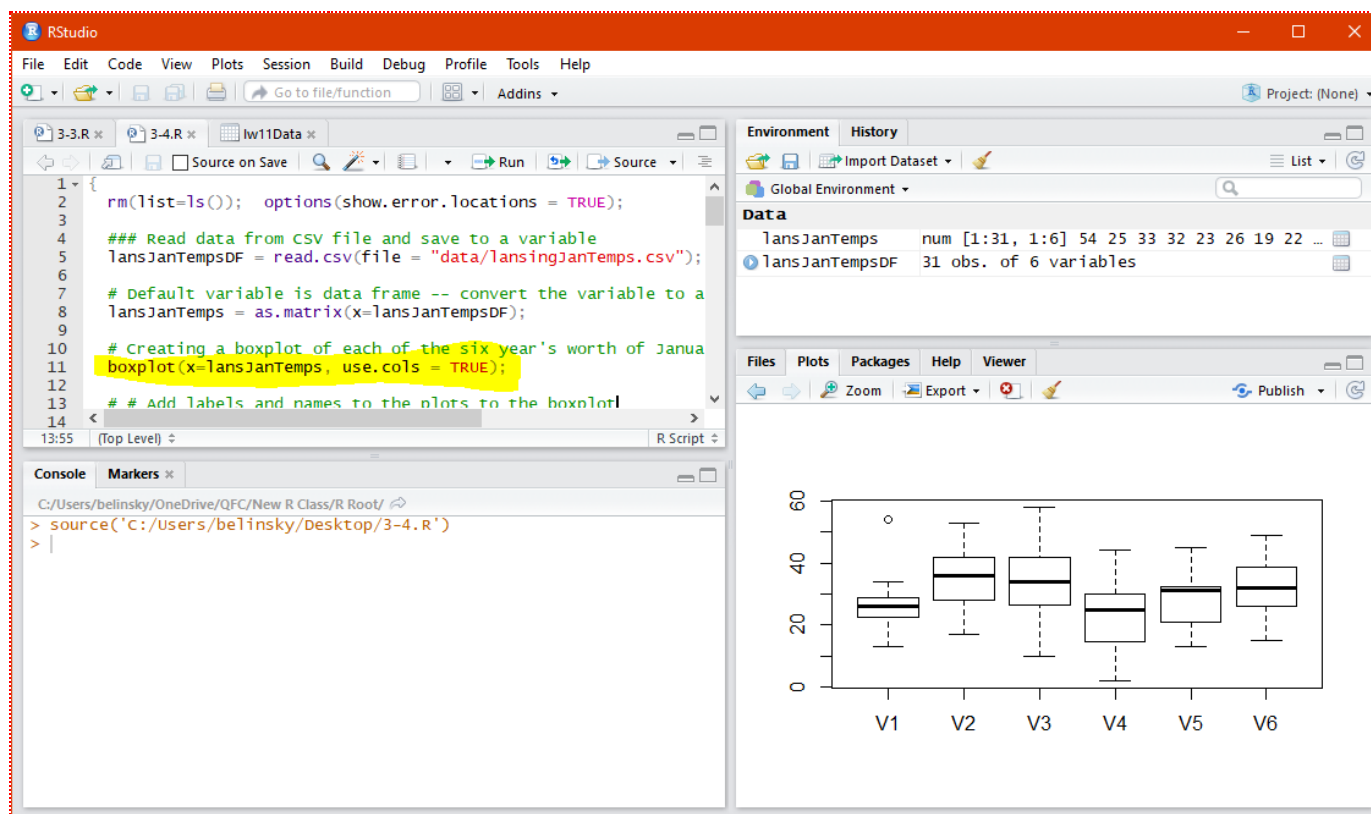 RStudio
File Edit Code View Plots Session Build Debug Profile Tools Help
Go to file/function Addins Project: (None)
3-3.R 3-4.R lw11Data
Source on Save Run Source
1 {
2 rm(list=ls()); options(show.error.locations = TRUE);
3
4 ### Read data from CSV file and save to a variable
5 lansJanTempsDF = read.csv(file = "data/lansingJanTemps.csv");
6
7 # Default variable is data frame -- convert the variable to a
8 lansJanTemps = as.matrix(x=lansJanTempsDF);
9
10 # Creating a boxplot of each of the six year's worth of Janua
11 boxplot(x=lansJanTemps, use.cols = TRUE);
12
13 # # Add labels and names to the plots to the boxplot
14
13:55 (Top Level) R Script
Console Markers
C:/Users/belinsky/OneDrive/QFC/New R Class/R Root/
> source('C:/Users/belinsky/Desktop/3-4.R')
>
Environment History
Import Dataset List
Global Environment
Data
lansJanTemps num [1:31, 1:6] 54 25 33 32 23 26 19 22 …
lansJanTempsDF 31 obs. of 6 variables
Files Plots Packages Help Viewer
Zoom Export Publish
60
40
20
0
V1 V2 V3 V4 V5 V6